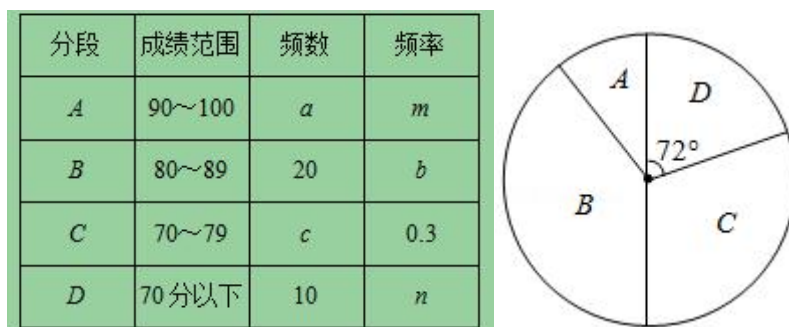 分段 成绩范围 频数 频率
A 90～100 a m
B 80～89 20 b
C 70～79 c 0.3
D 70分以下 10 n
A
D
72°
B
C